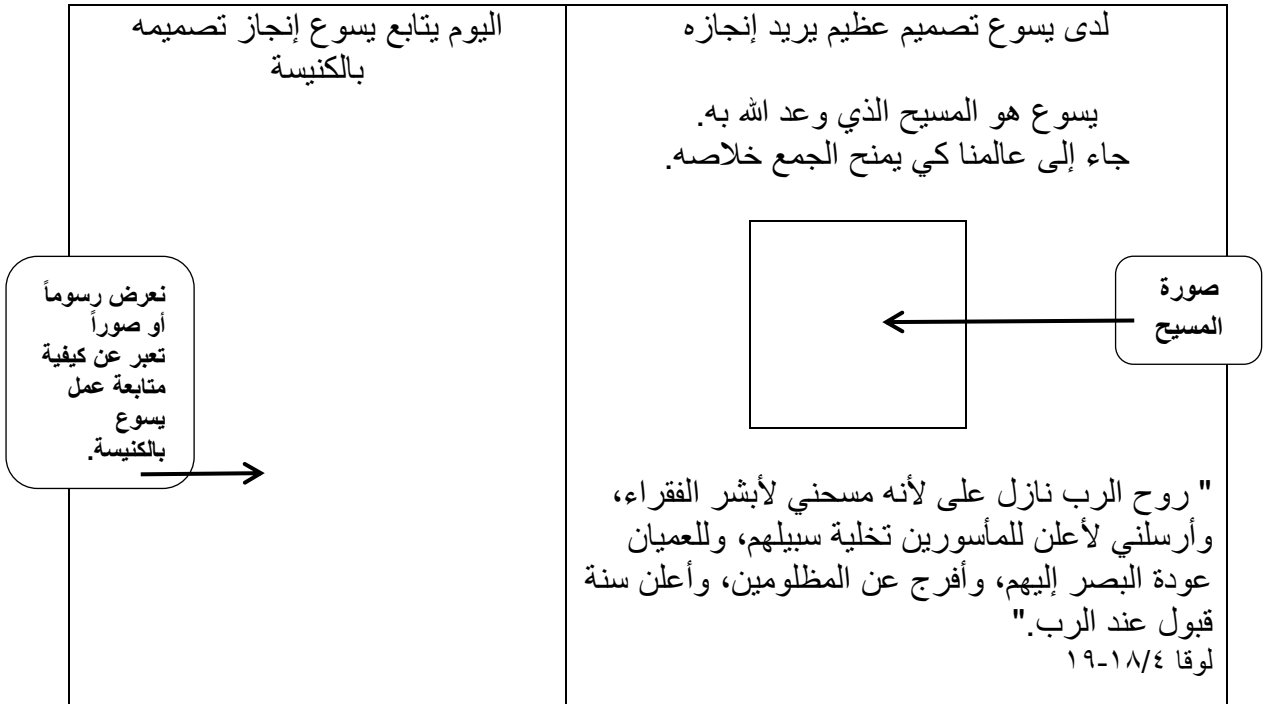 لدى يسوع تصميم عظيم يريد إنجازه
يسوع هو المسيح الذي وعد الله به.
جاء إلى عالمنا كي يمنح الجمع خلاصه.
صورة
المسيح
" روح الرب نازل على لأنه مسحني لأبشر الفقراء،
وأرسلني لأعلن للمأسورين تخلية سبيلهم، وللعميان
عودة البصر إليهم، وأفرج عن المظلومين، وأعلن سنة
قبول عند الرب."
لوقا ٤/١٨-١٩
اليوم يتابع يسوع إنجاز تصميمه
بالكنيسة
نعرض رسوماً
أو صوراً
تعبر عن كيفية
متابعة عمل
يسوع
بالكنيسة.